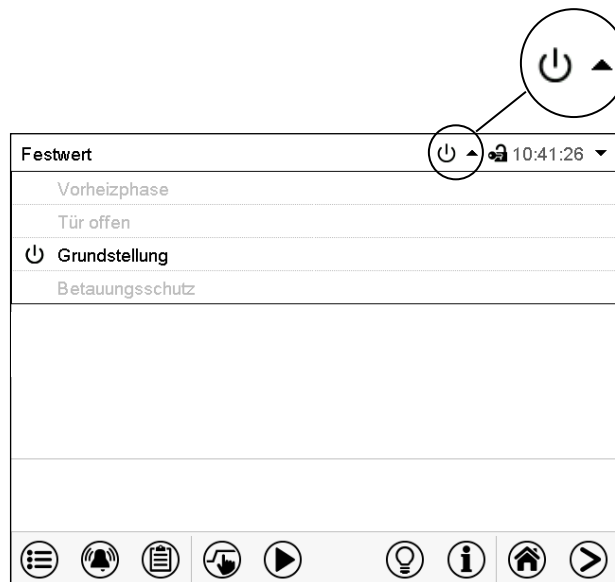 Festwert 10:41:26
Vorheizphase
Tür offen
Grundstellung
Betauungsschutz